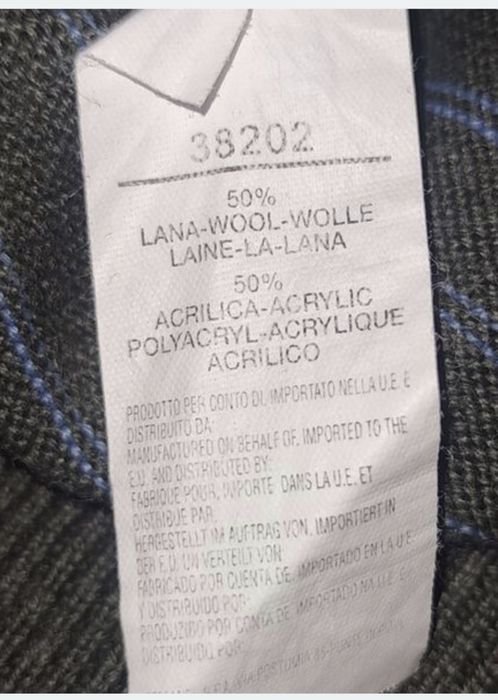 38202
50%
LANA-WOOL-WOLLE
LAINE-LA-LANA
50%
ACRILICA-ACRYLIC
POLYACRYL-ACRYLIQUE
ACRILICO
PRODOTTO PER CONTO DI, IMPORTATO NELLA U.E. E
DISTRIBUITO DA:
MANUFACTURED ON BEHALF OF, IMPORTED TO THE
E.U. AND DISTRIBUTED BY:
FABRIQUE POUR, IMPORTE DANS LA U.E. ET
DISTRIBUE PAR:
HERGESTELLT IM AUFTRAG VON, IMPORTIERT IN
DER E.U. UN VERTEILT VON:
FABRICADO POR CUENTA DE, IMPORTADO EN LA U.E.
Y DISTRIBUIDO POR:
PRODUZIDO POR CONTA DE, IMPORTADO NA U.E. E
DISTRIBUIDO POR: